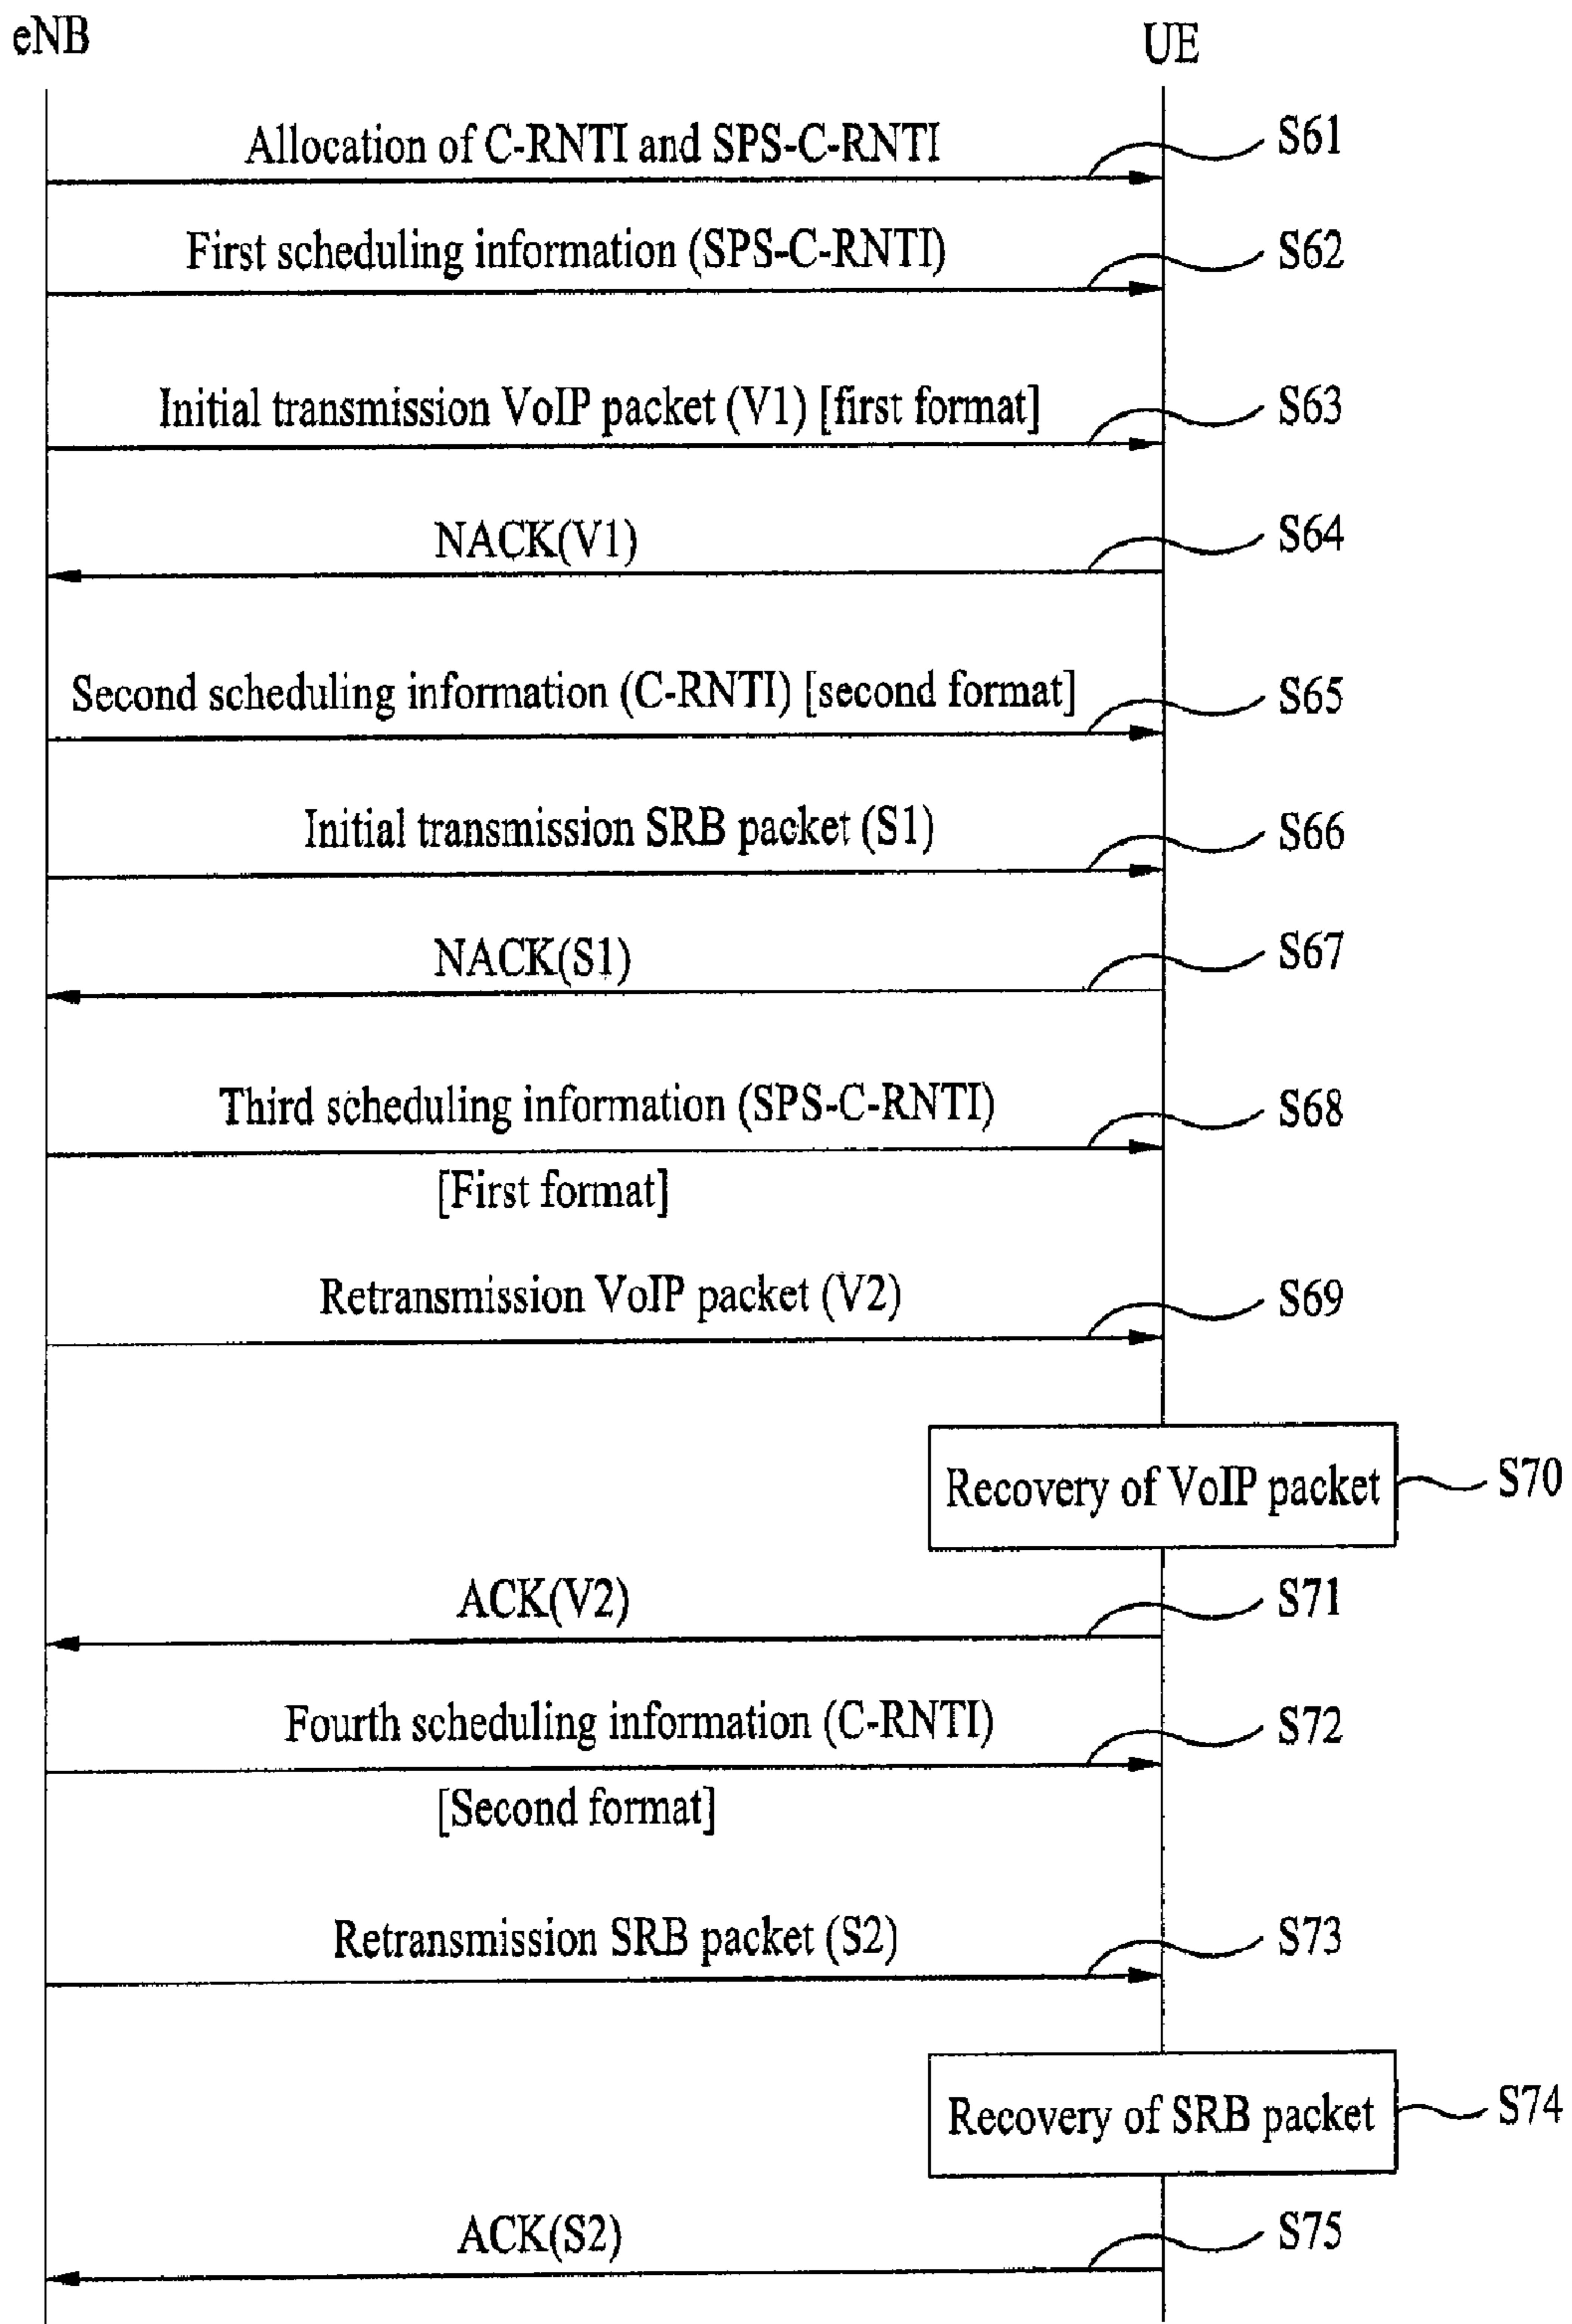 eNB
UE
Allocation of C-RNTI and SPS-C-RNTI
S61
First scheduling information (SPS-C-RNTI)
S62
Initial transmission VoIP packet (V1) [first format]
S63
NACK(V1)
S64
Second scheduling information (C-RNTI) [second format]
S65
Initial transmission SRB packet (S1)
S66
NACK(S1)
S67
Third scheduling information (SPS-C-RNTI)
S68
[First format]
Retransmission VoIP packet (V2)
S69
Recovery of VoIP packet
S70
ACK(V2)
S71
Fourth scheduling information (C-RNTI)
S72
[Second format]
Retransmission SRB packet (S2)
S73
Recovery of SRB packet
S74
ACK(S2)
S75